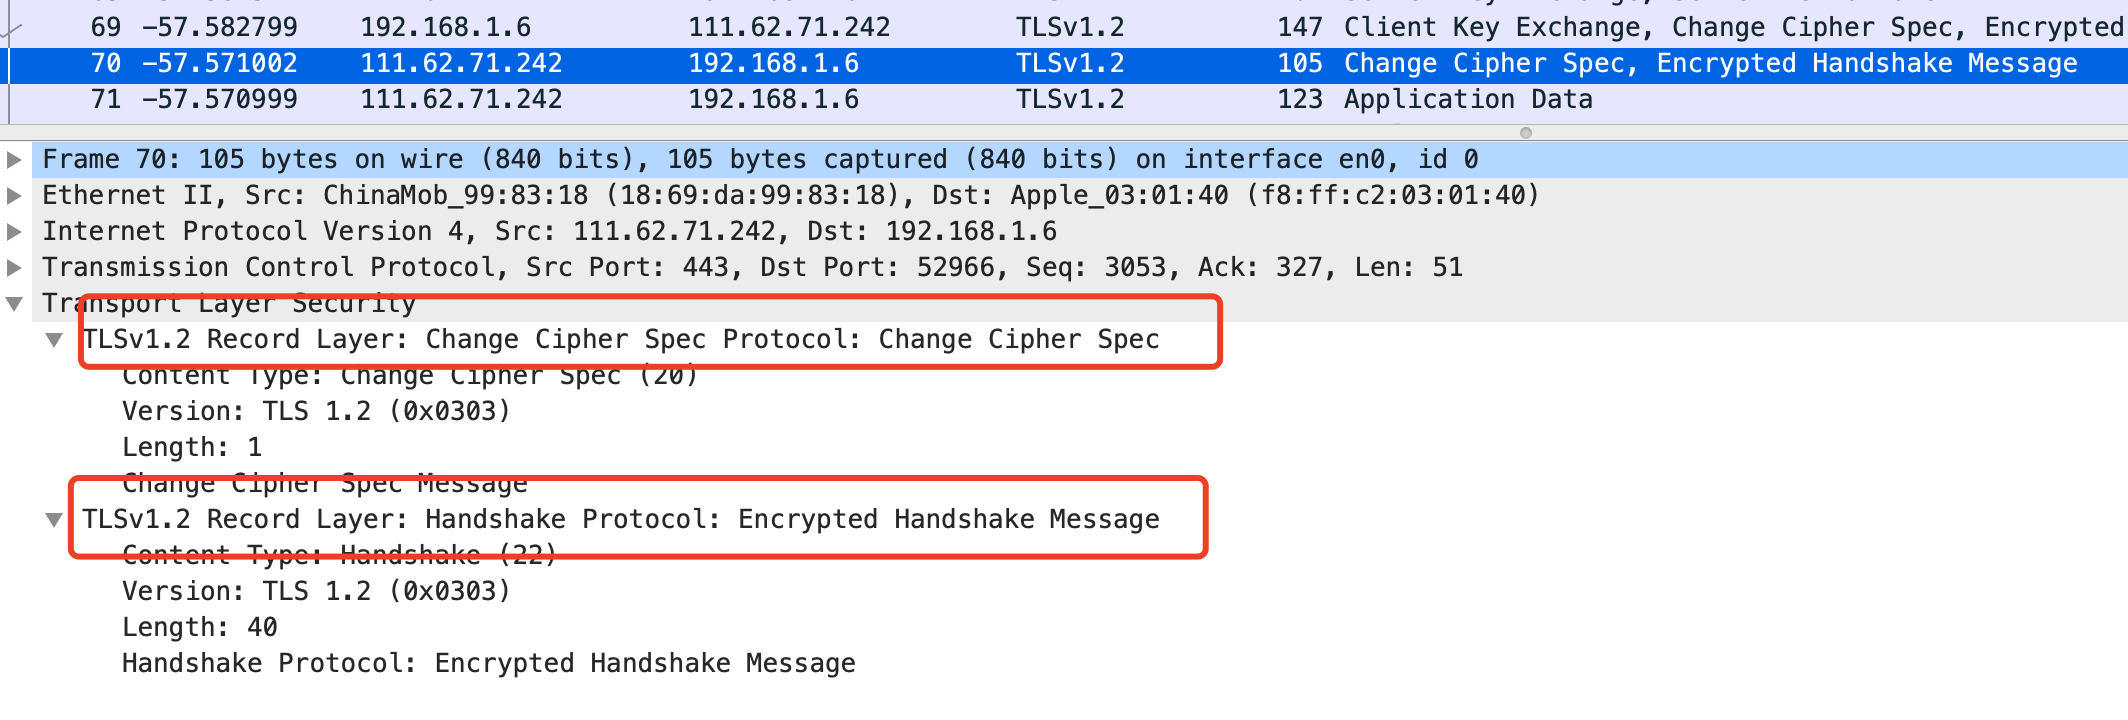 69 -57.582799 192.168.1.6 111.62.71.242 TLSv1.2 147 Client Key Exchange, Change Cipher Spec, Encrypted
70 -57.571002 111.62.71.242 192.168.1.6 TLSv1.2 105 Change Cipher Spec, Encrypted Handshake Message
71 -57.570999 111.62.71.242 192.168.1.6 TLSv1.2 123 Application Data
Frame 70: 105 bytes on wire (840 bits), 105 bytes captured (840 bits) on interface en0, id 0
Ethernet II, Src: ChinaMob_99:83:18 (18:69:da:99:83:18), Dst: Apple_03:01:40 (f8:ff:c2:03:01:40)
Internet Protocol Version 4, Src: 111.62.71.242, Dst: 192.168.1.6
Transmission Control Protocol, Src Port: 443, Dst Port: 52966, Seq: 3053, Ack: 327, Len: 51
Transport Layer Security
TLSv1.2 Record Layer: Change Cipher Spec Protocol: Change Cipher Spec
Content Type: Change Cipher Spec (20)
Version: TLS 1.2 (0x0303)
Length: 1
Change Cipher Spec Message
TLSv1.2 Record Layer: Handshake Protocol: Encrypted Handshake Message
Content Type: Handshake (22)
Version: TLS 1.2 (0x0303)
Length: 40
Handshake Protocol: Encrypted Handshake Message